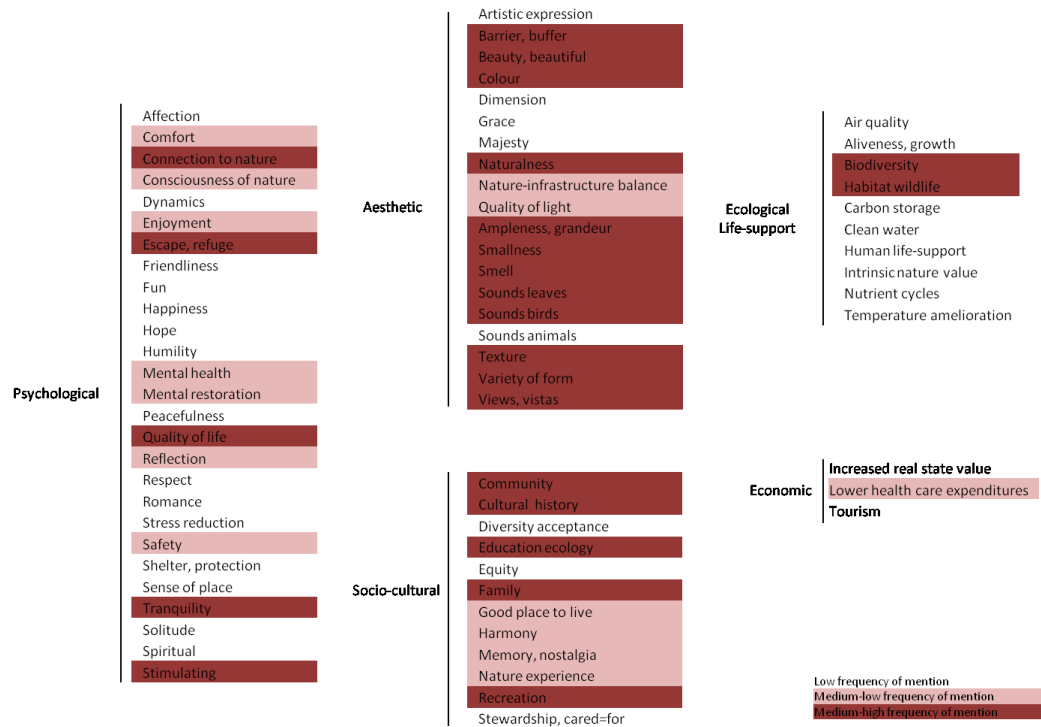 Psychological
Affection
Comfort
Connection to nature
Consciousness of nature
Dynamics
Enjoyment
Escape, refuge
Friendliness
Fun
Happiness
Hope
Humility
Mental health
Mental restoration
Peacefulness
Quality of life
Reflection
Respect
Romance
Stress reduction
Safety
Shelter, protection
Sense of place
Tranquility
Solitude
Spiritual
Stimulating
Aesthetic
Artistic expression
Barrier, buffer
Beauty, beautiful
Colour
Dimension
Grace
Majesty
Naturalness
Nature-infrastructure balance
Quality of light
Ampleness, grandeur
Smallness
Smell
Sounds leaves
Sounds birds
Sounds animals
Texture
Variety of form
Views, vistas
Socio-cultural
Community
Cultural history
Diversity acceptance
Education ecology
Equity
Family
Good place to live
Harmony
Memory, nostalgia
Nature experience
Recreation
Stewardship, cared=for
Ecological
Life-support
Air quality
Aliveness, growth
Biodiversity
Habitat wildlife
Carbon storage
Clean water
Human life-support
Intrinsic nature value
Nutrient cycles
Temperature amelioration
Economic
Increased real state value
Lower health care expenditures
Tourism
Low frequency of mention
Medium-low frequency of mention
Medium-high frequency of mention